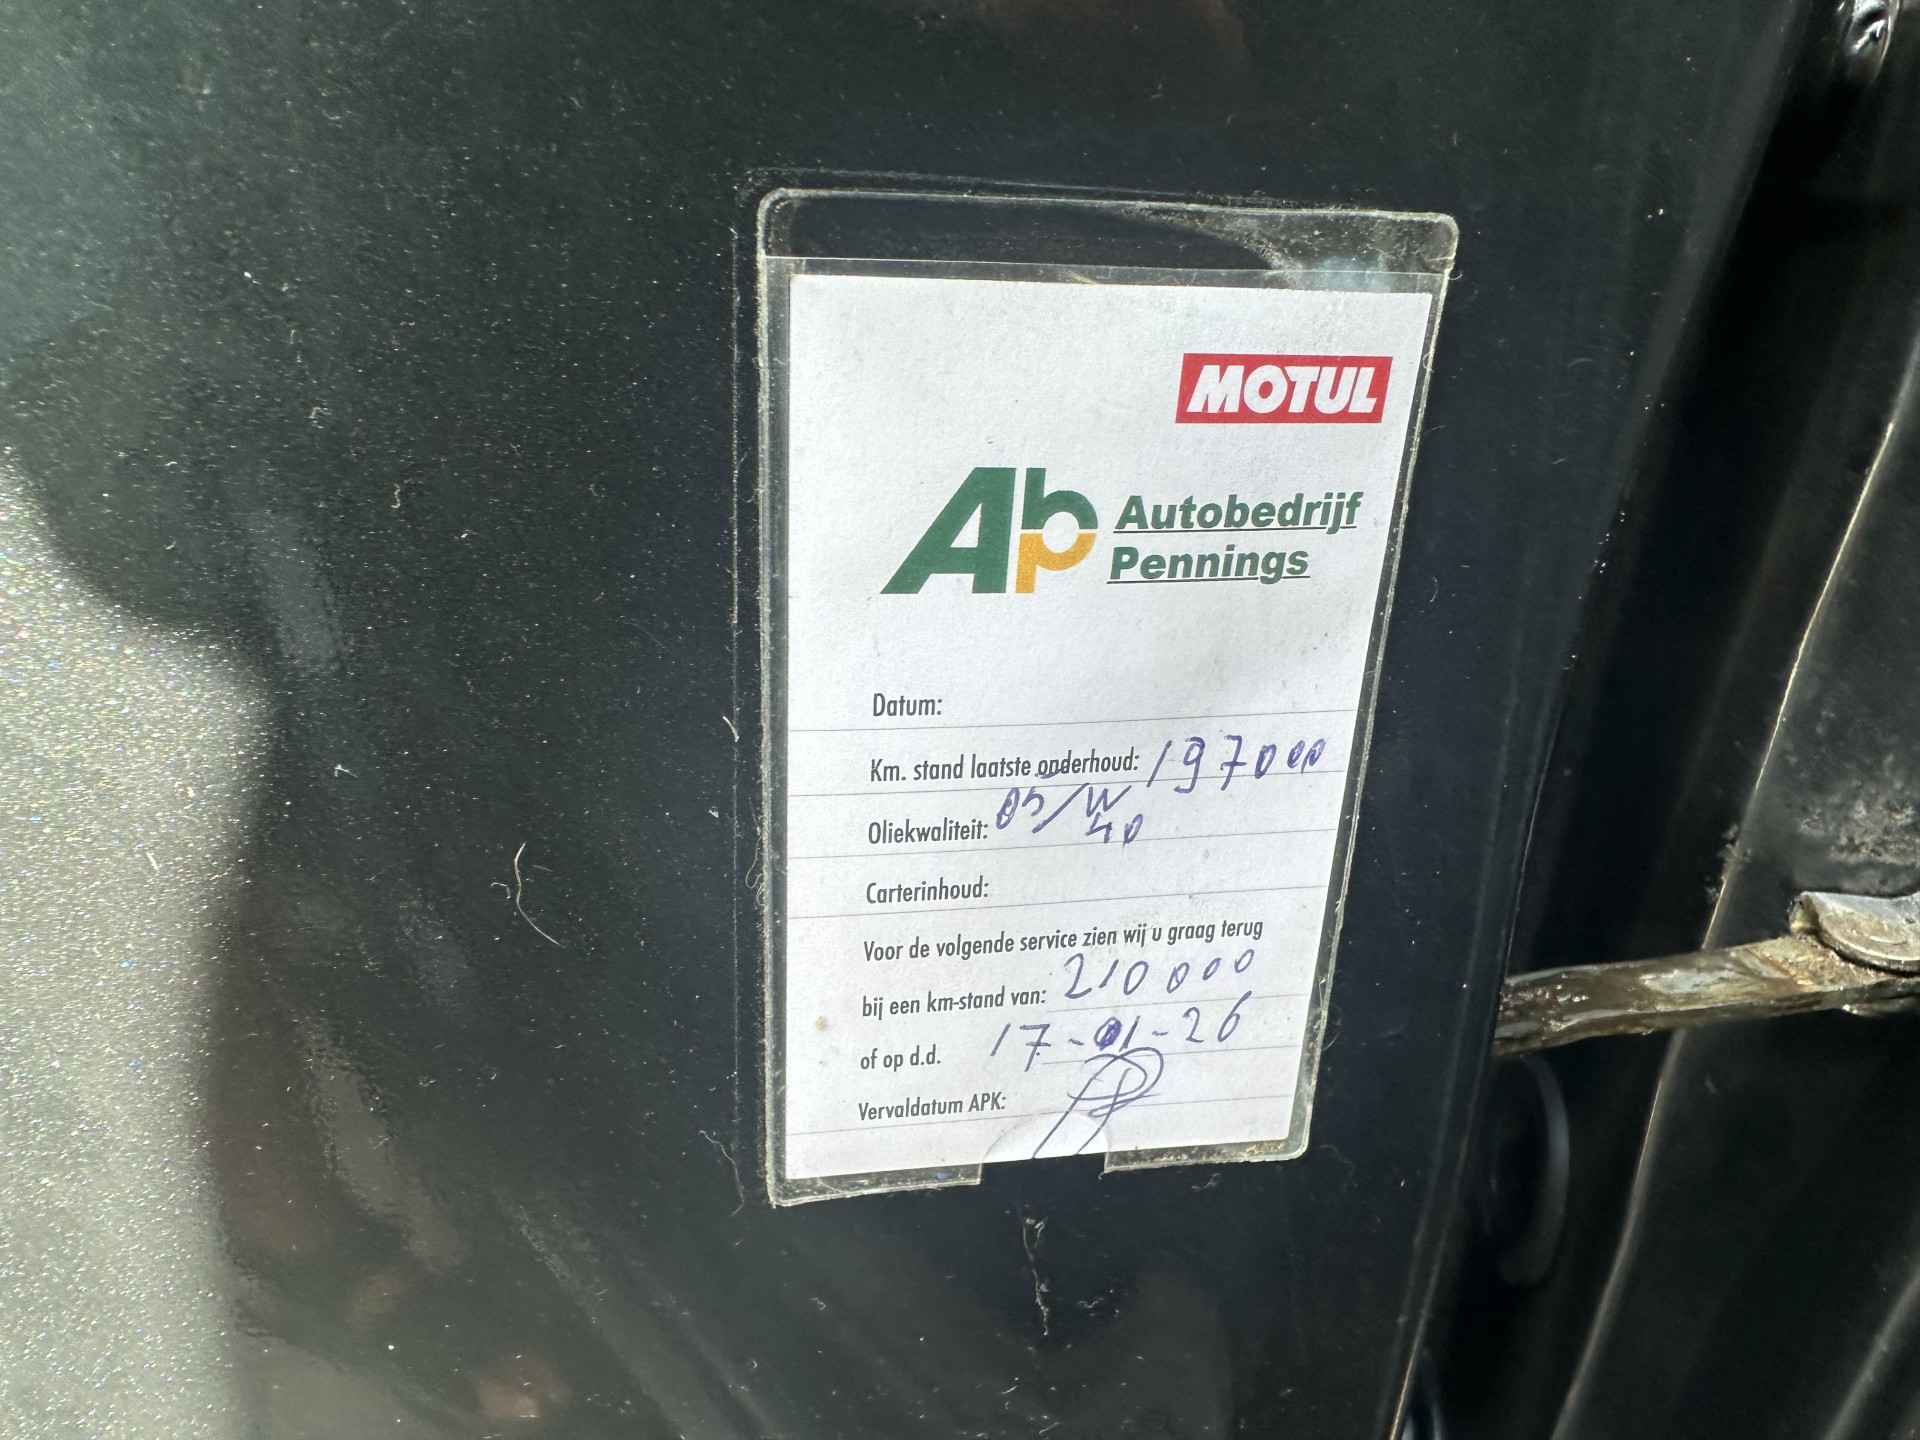 MOTUL
Abp Autobedrijf
Pennings
Datum:
Km. stand laatste onderhoud: 197000
Oliekwaliteit: 05/W
40
Carterinhoud:
Voor de volgende service zien wij u graag terug
bij een km-stand van: 210000
of op d.d. 17-01-26
Vervaldatum APK: